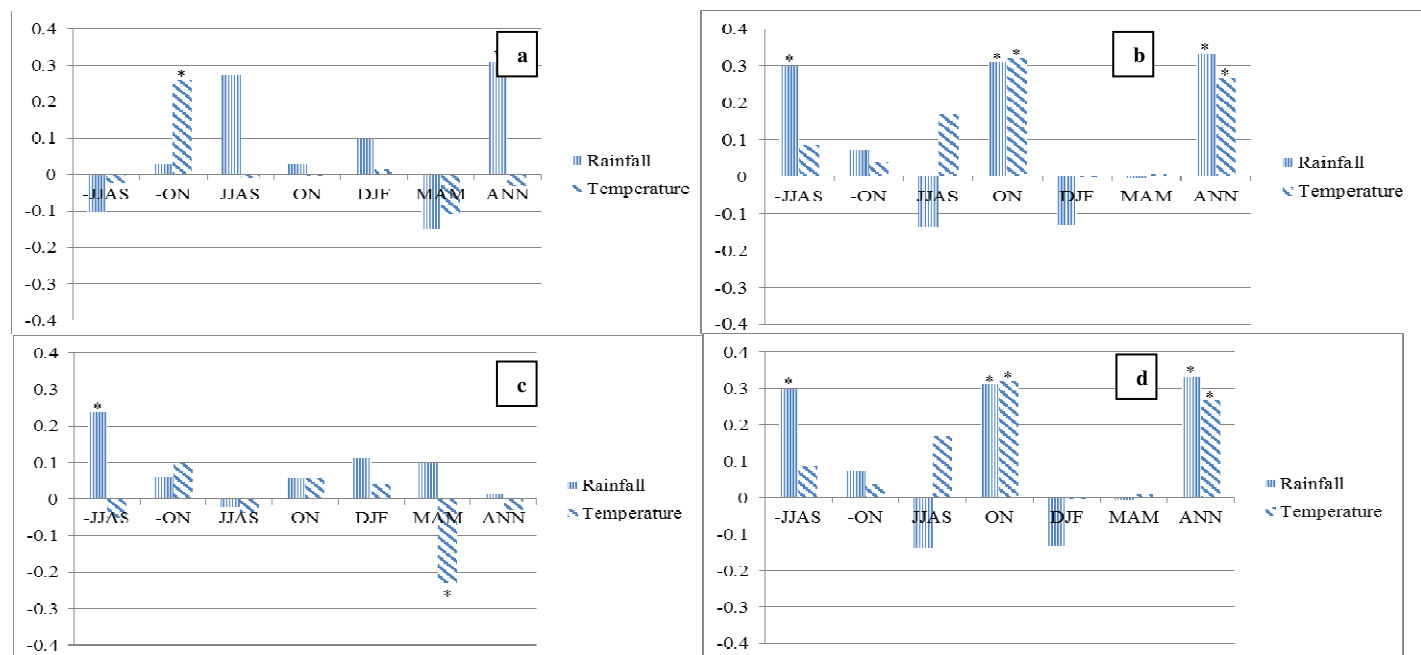 0.4
0.3
0.2
0.1
0
-0.1
-0.2
-0.3
-0.4
-JJAS -ON JJAS ON DJF MAM ANN
* *
a
Rainfall
Temperature
0.4
0.3
0.2
0.1
0
-0.1
-0.2
-0.3
-0.4
-JJAS -ON JJAS ON DJF MAM ANN
* * * * *
b
Rainfall
Temperature
0.4
0.3
0.2
0.1
0
-0.1
-0.2
-0.3
-0.4
-JJAS -ON JJAS ON DJF MAM ANN
* *
c
Rainfall
Temperature
0.4
0.3
0.2
0.1
0
-0.1
-0.2
-0.3
-0.4
-JJAS -ON JJAS ON DJF MAM ANN
* * * * *
d
Rainfall
Temperature